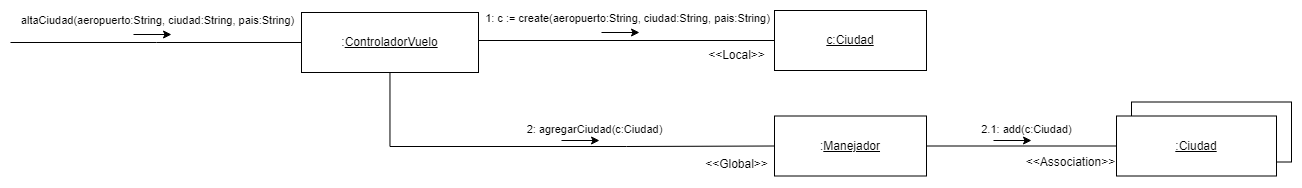 altaCiudad(aeropuerto:String, ciudad:String, pais:String)
1: c := create(aeropuerto:String, ciudad:String, pais:String)
:ControladorVuelo
c:Ciudad
<<Local>>
2: agregarCiudad(c:Ciudad)
2.1: add(c:Ciudad)
:Manejador
:Ciudad
<<Global>>
<<Association>>